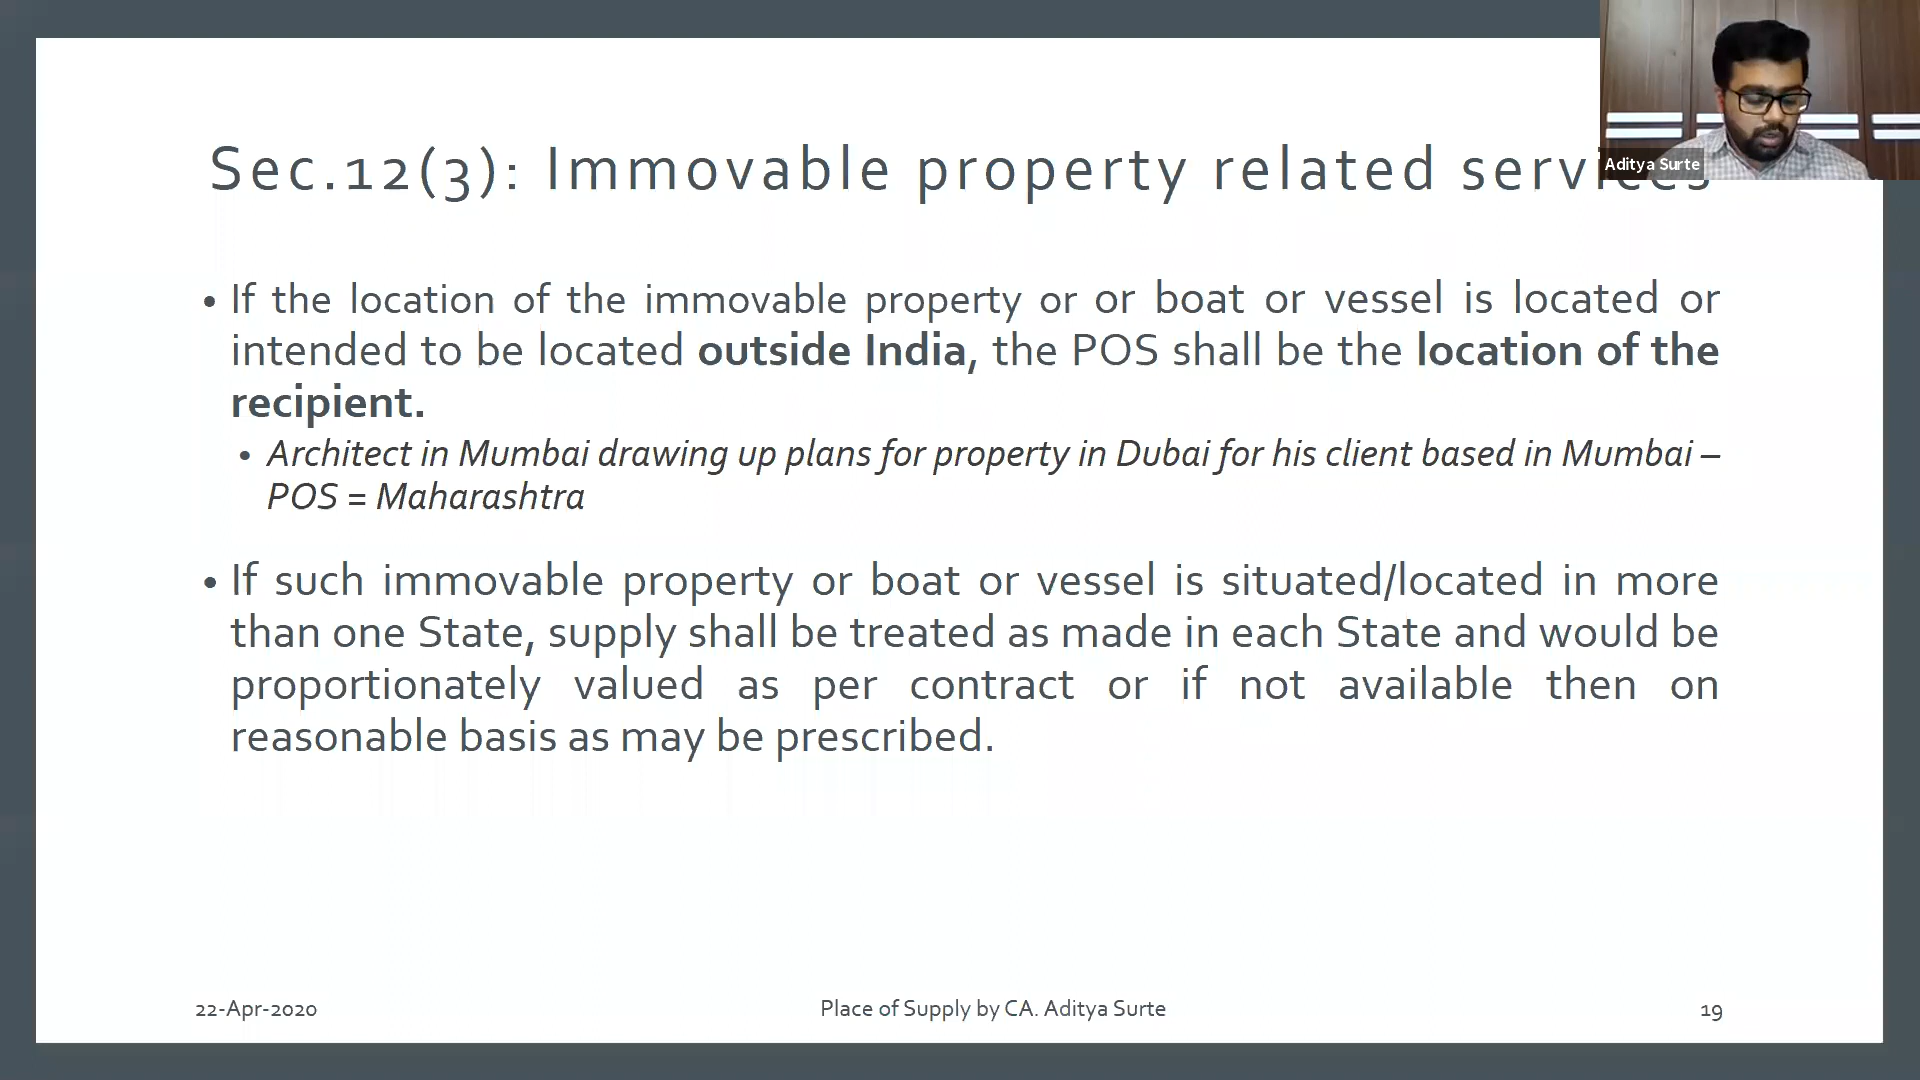 Aditya Surte
Sec.12(3): Immovable property related services
• If the location of the immovable property or or boat or vessel is located or
intended to be located outside India, the POS shall be the location of the
recipient.
• Architect in Mumbai drawing up plans for property in Dubai for his client based in Mumbai –
POS = Maharashtra
• If such immovable property or boat or vessel is situated/located in more
than one State, supply shall be treated as made in each State and would be
proportionately valued as per contract or if not available then on
reasonable basis as may be prescribed.
22-Apr-2020
Place of Supply by CA. Aditya Surte
19